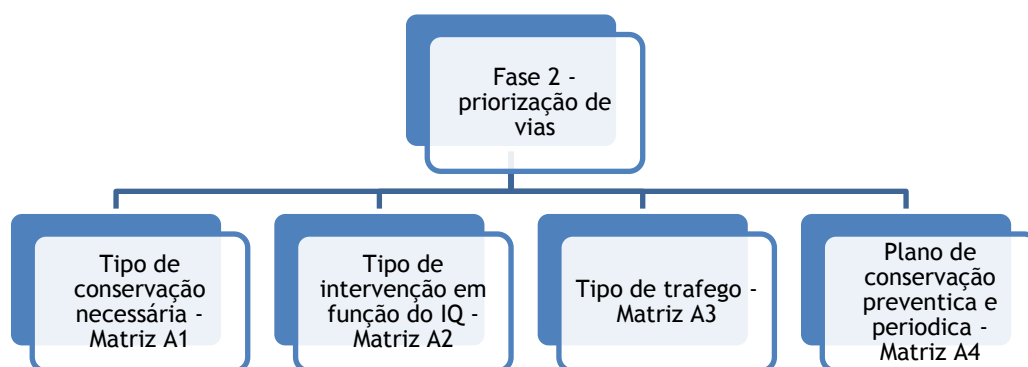 Fase 2 -
priorização de
vias
Tipo de
conservação
necessária -
Matriz A1
Tipo de
intervenção em
função do IQ -
Matriz A2
Tipo de trafego -
Matriz A3
Plano de
conservação
preventica e
periodica -
Matriz A4